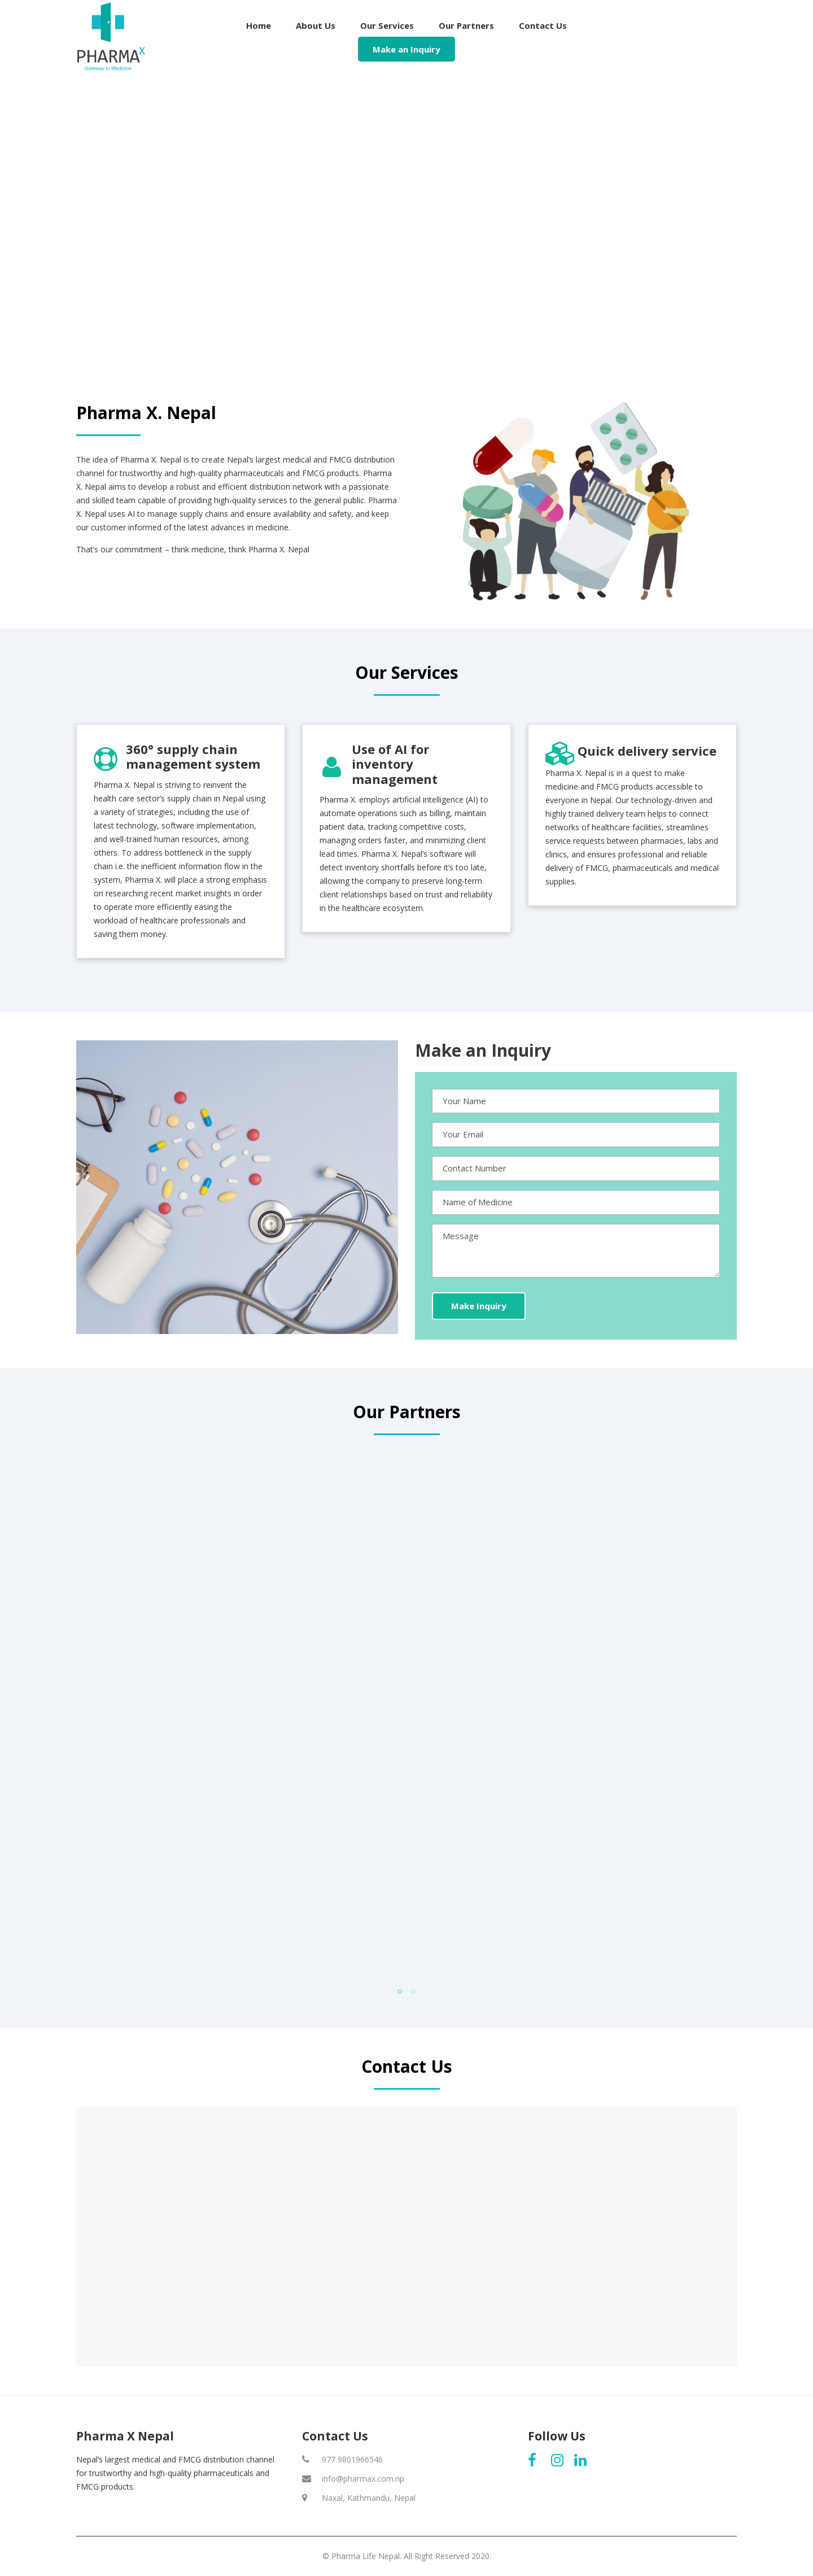 PHARMA X
Gateway to Medicine
Home
About Us
Our Services
Our Partners
Contact Us
Make an Inquiry
Pharma X. Nepal
The idea of Pharma X. Nepal is to create Nepal’s largest medical and FMCG distribution
channel for trustworthy and high-quality pharmaceuticals and FMCG products. Pharma
X. Nepal aims to develop a robust and efficient distribution network with a passionate
and skilled team capable of providing high-quality services to the general public. Pharma
X. Nepal uses AI to manage supply chains and ensure availability and safety, and keep
our customer informed of the latest advances in medicine.
That’s our commitment – think medicine, think Pharma X. Nepal
Our Services
360° supply chain
management system
Pharma X. Nepal is striving to reinvent the
health care sector’s supply chain in Nepal using
a variety of strategies, including the use of
latest technology, software implementation,
and well-trained human resources, among
others. To address bottleneck in the supply
chain i.e. the inefficient information flow in the
system, Pharma X. will place a strong emphasis
on researching recent market insights in order
to operate more efficiently easing the
workload of healthcare professionals and
saving them money.
Use of AI for
inventory
management
Pharma X. employs artificial intelligence (AI) to
automate operations such as billing, maintain
patient data, tracking competitive costs,
managing orders faster, and minimizing client
lead times. Pharma X. Nepal’s software will
detect inventory shortfalls before it’s too late,
allowing the company to preserve long-term
client relationships based on trust and reliability
in the healthcare ecosystem.
Quick delivery service
Pharma X. Nepal is in a quest to make
medicine and FMCG products accessible to
everyone in Nepal. Our technology-driven and
highly trained delivery team helps to connect
networks of healthcare facilities, streamlines
service requests between pharmacies, labs and
clinics, and ensures professional and reliable
delivery of FMCG, pharmaceuticals and medical
supplies.
Make an Inquiry
Your Name
Your Email
Contact Number
Name of Medicine
Message
Make Inquiry
Our Partners
Contact Us
Pharma X Nepal
Nepal’s largest medical and FMCG distribution channel
for trustworthy and high-quality pharmaceuticals and
FMCG products.
Contact Us
977 9801966546
info@pharmax.com.np
Naxal, Kathmandu, Nepal
Follow Us
© Pharma Life Nepal. All Right Reserved 2020.